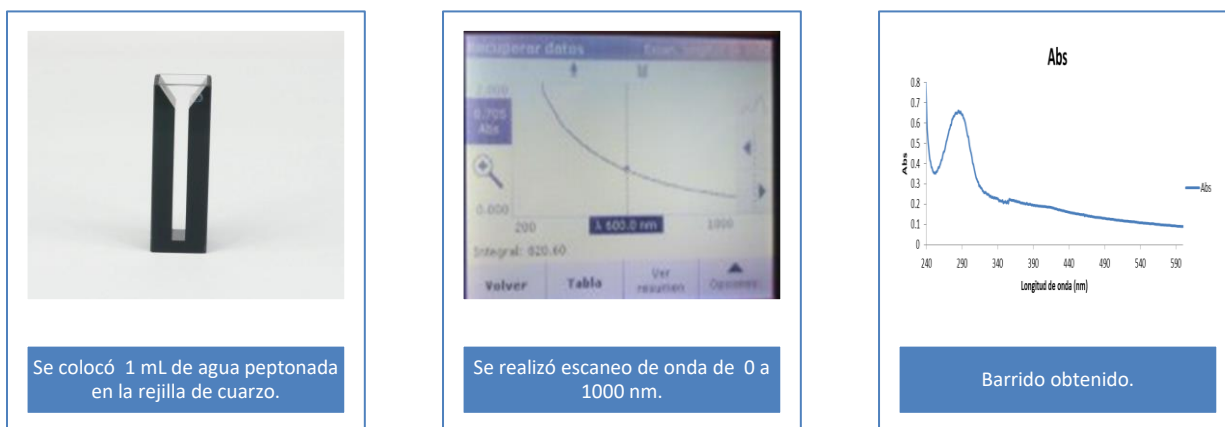 Se colocó 1 mL de agua peptonada
en la rejilla de cuarzo.
Recuperar datos
2.000
0.705
Abs
0.000
200
λ 600.0 nm
1000
Integral: 620.60
Volver
Tabla
Ver
resumen
Opciones
Se realizó escaneo de onda de 0 a
1000 nm.
Abs
0.8
0.7
0.6
0.5
0.4
0.3
0.2
0.1
0
Abs
240
290
340
390
440
490
540
590
Longitud de onda (nm)
Abs
Barrido obtenido.